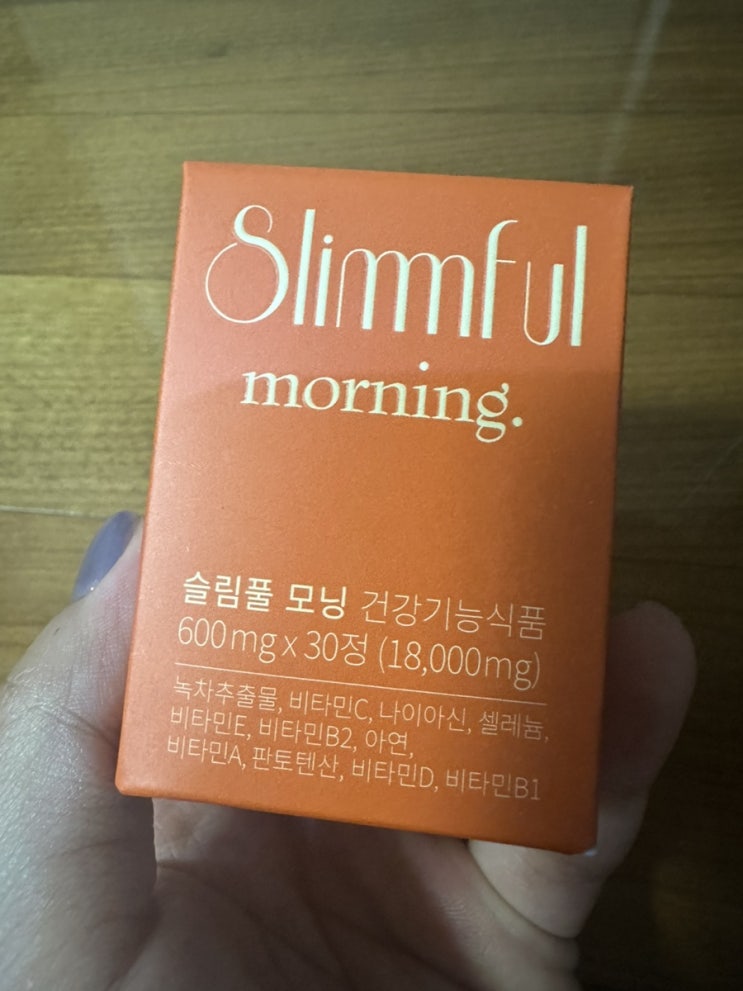 Slimmful
morning.
슬림풀 모닝 건강기능식품
600mg x 30정 (18,000mg)
녹차추출물, 비타민C, 나이아신, 셀레늄,
비타민E, 비타민B2, 아연,
비타민A, 판토텐산, 비타민D, 비타민B1